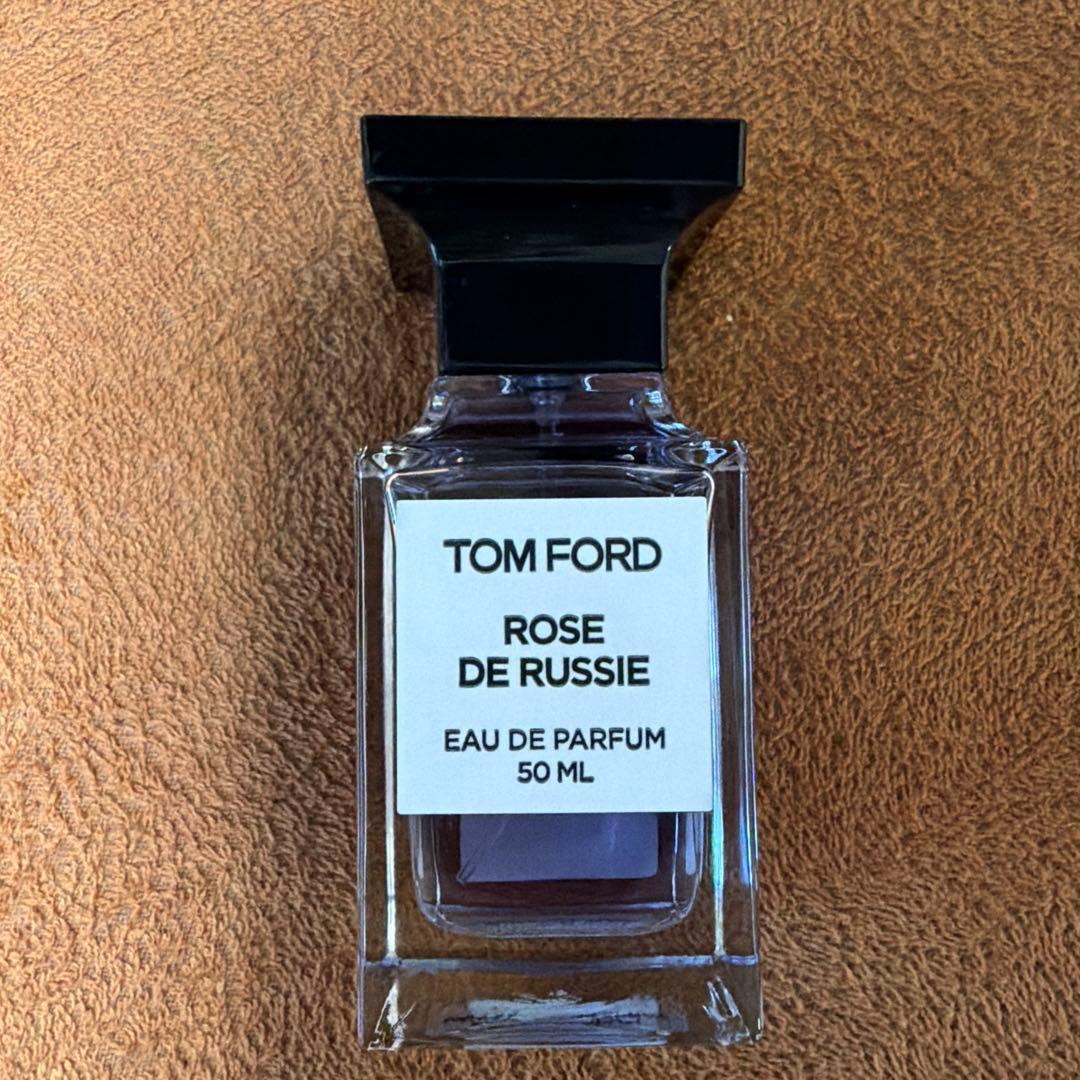 TOM FORD
ROSE
DE RUSSIE
EAU DE PARFUM
50 ML